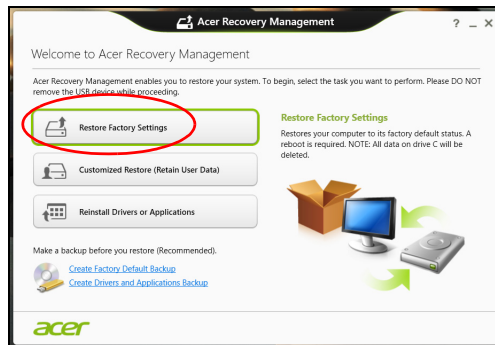 Acer Recovery Management
? _ X
Welcome to Acer Recovery Management
Acer Recovery Management enables you to restore your system. To begin, select the task you want to perform. Please DO NOT
remove the USB device while proceeding.
Restore Factory Settings
Customized Restore (Retain User Data)
Reinstall Drivers or Applications
Restore Factory Settings
Restores your computer to its factory default status. A
reboot is required. NOTE: All data on drive C will be
deleted.
Make a backup before you restore (Recommended).
Create Factory Default Backup
Create Drivers and Applications Backup
acer